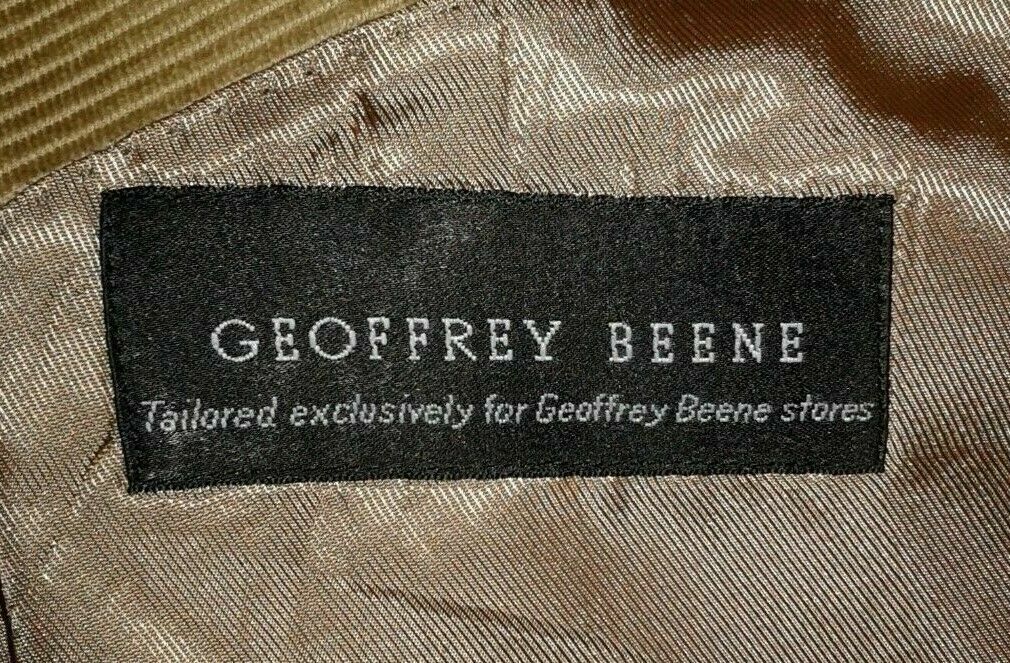 GEOFFREY BEENE
Tailored exclusively for Geoffrey Beene stores